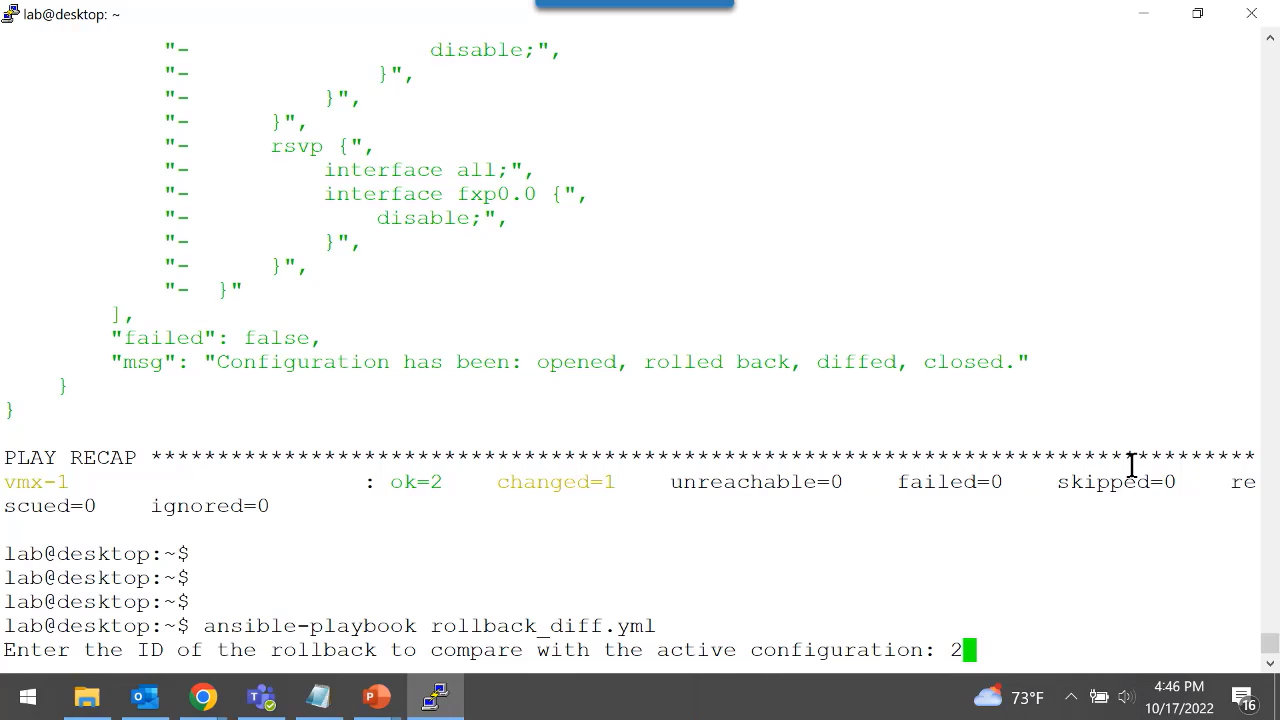 lab@desktop: ~
"-                  disable;",
"-              }",
"-          }",
"-      }",
"-      rsvp {",
"-          interface all;",
"-          interface fxp0.0 {",
"-              disable;",
"-          }",
"-      }",
"-  }"
],
"failed": false,
"msg": "Configuration has been: opened, rolled back, diffed, closed."
}
}
PLAY RECAP ***********************************************************************************
vmx-1                      : ok=2    changed=1    unreachable=0    failed=0    skipped=0    re
scued=0    ignored=0
lab@desktop:~$
lab@desktop:~$
lab@desktop:~$
lab@desktop:~$ ansible-playbook rollback_diff.yml
Enter the ID of the rollback to compare with the active configuration: 2
73°F
4:46 PM
10/17/2022
16